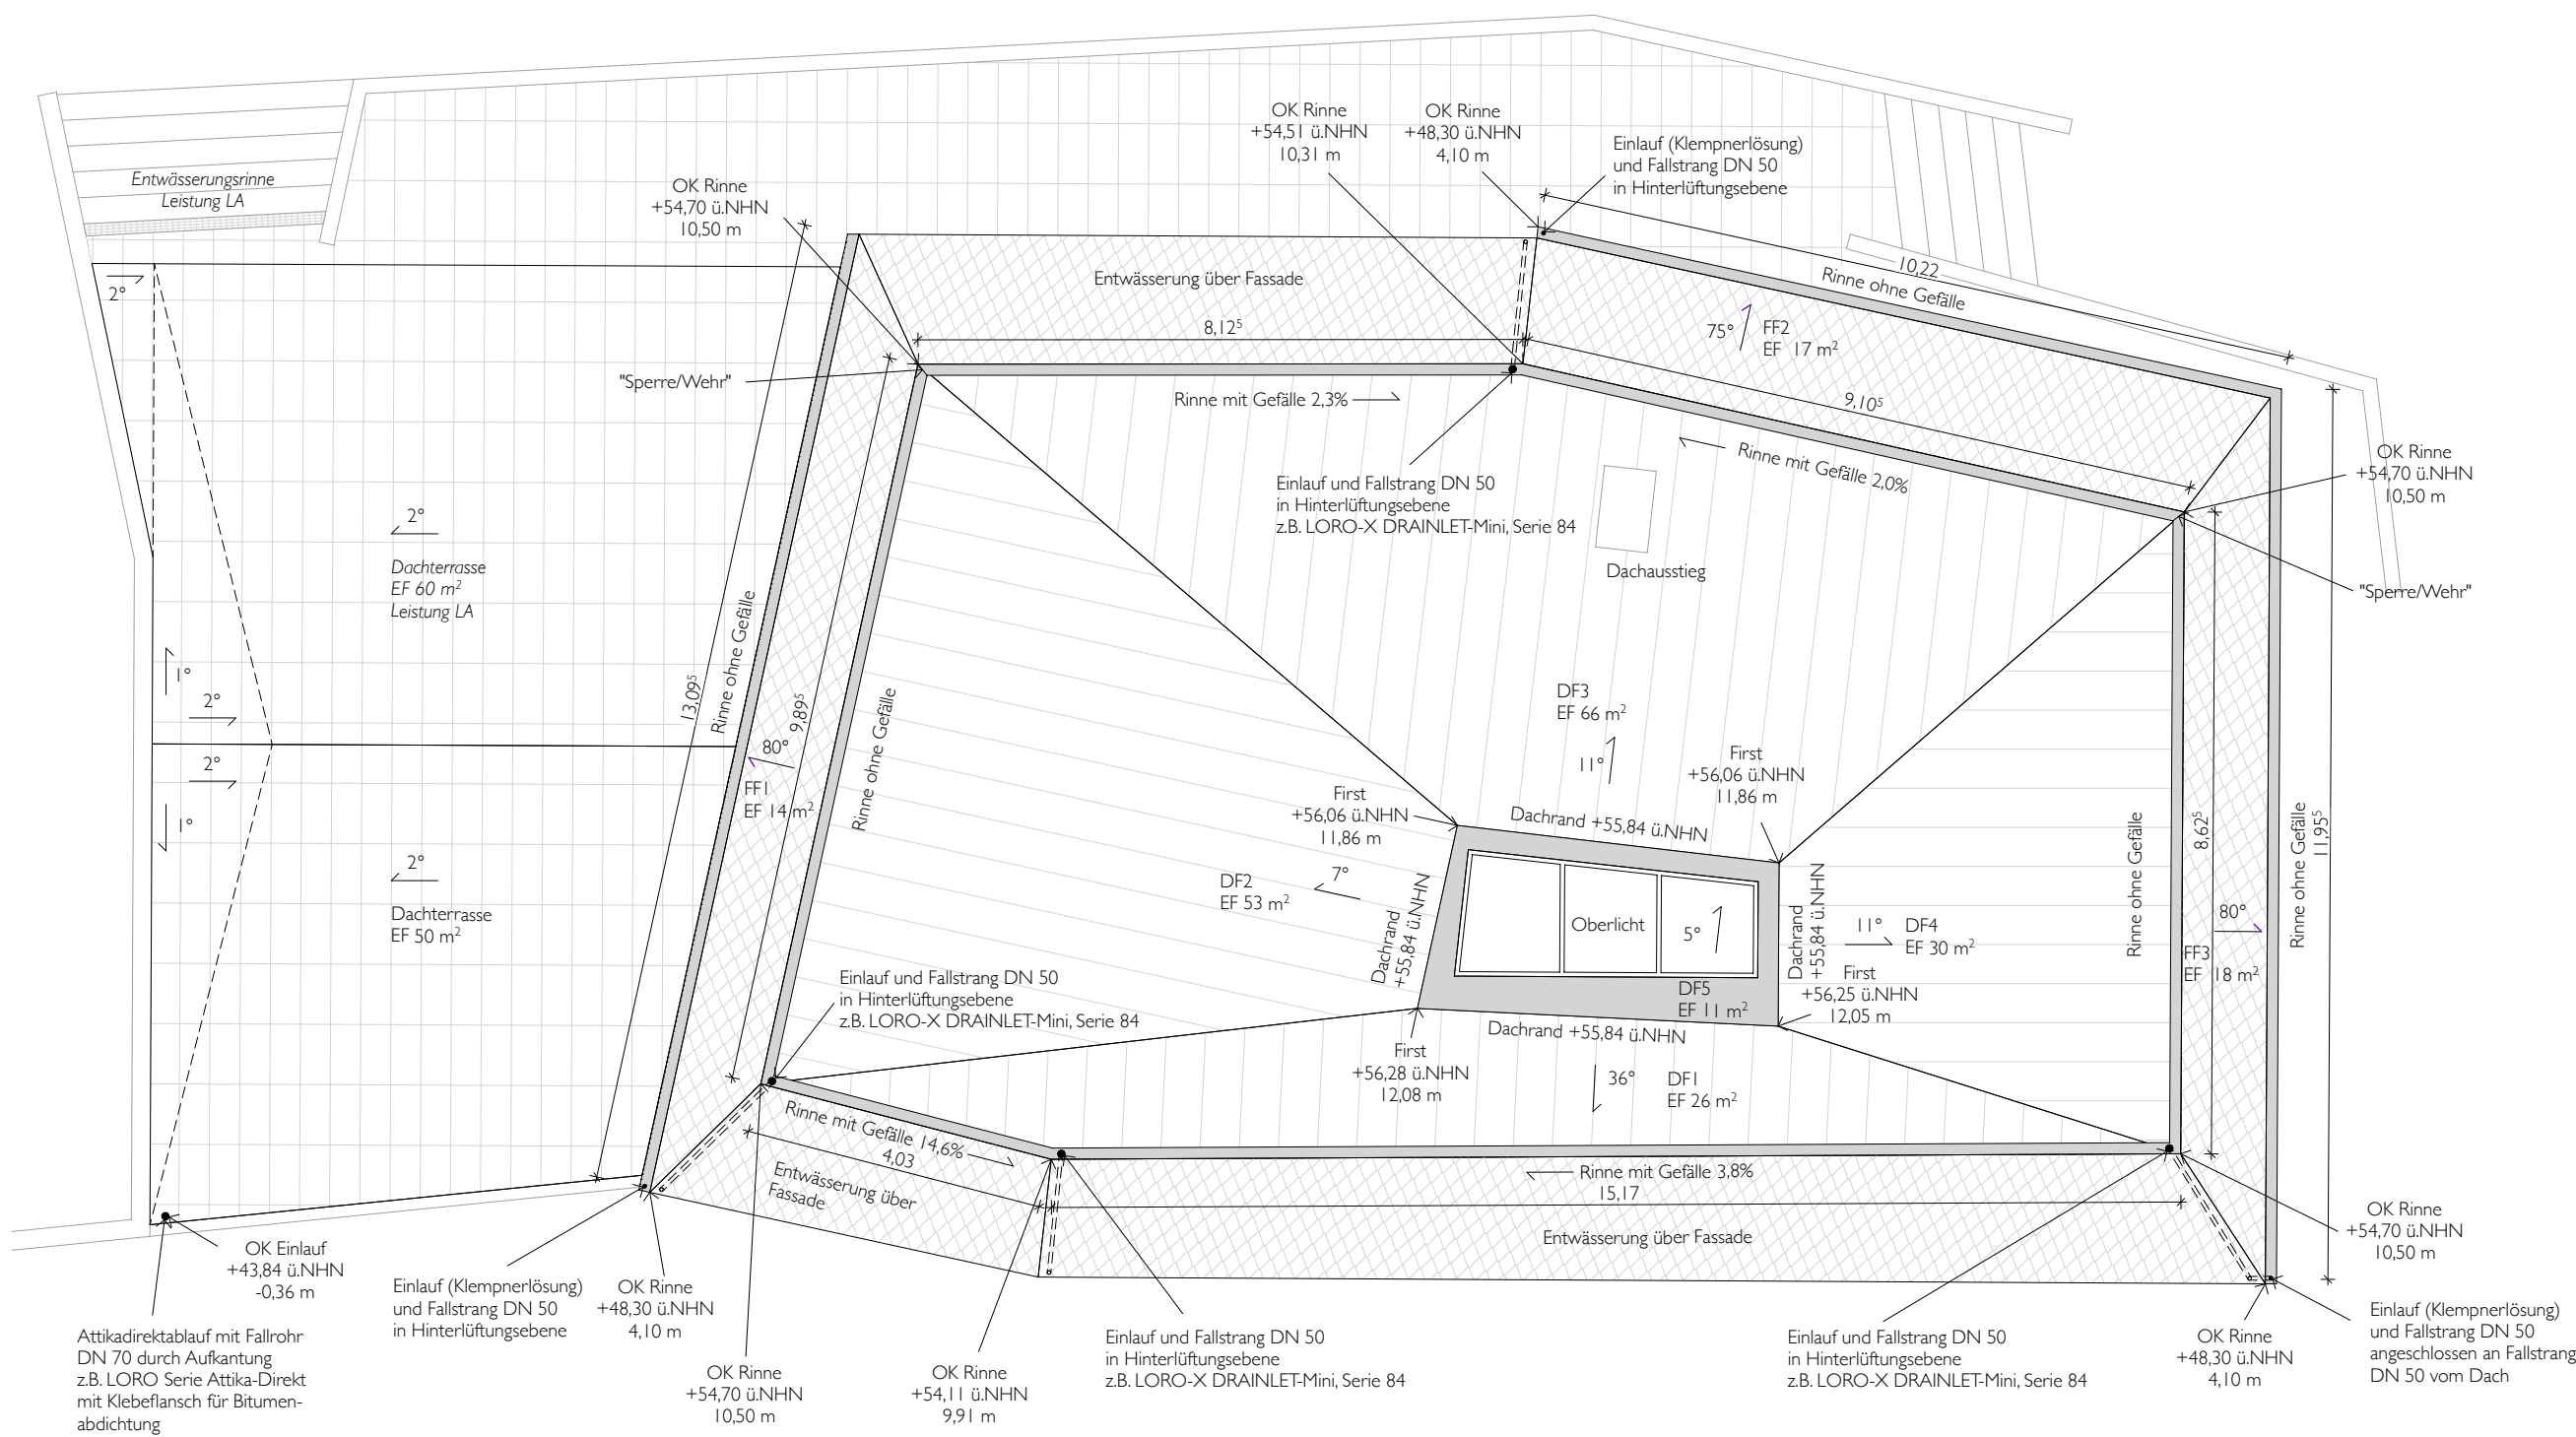 OK Rinne
+54,51 ü.NHN
10,31 m
OK Rinne
+48,30 ü.NHN
4,10 m
Einlauf (Klempnerlösung)
und Fallstrang DN 50
in Hinterlüftungsebene
Entwässerungsrinne
Leistung LA
OK Rinne
+54,70 ü.NHN
10,50 m
2°
Entwässerung über Fassade
10,22
Rinne ohne Gefälle
8,12⁵
75°
FF2
EF 17 m²
"Sperre/Wehr"
Rinne mit Gefälle 2,3%
9,10⁵
Rinne mit Gefälle 2,0%
OK Rinne
+54,70 ü.NHN
10,50 m
Einlauf und Fallstrang DN 50
in Hinterlüftungsebene
z.B. LORO-X DRAINLET-Mini, Serie 84
Dachausstieg
"Sperre/Wehr"
2°
Dachterrasse
EF 60 m²
Leistung LA
1°
2°
2°
1°
2°
Dachterrasse
EF 50 m²
13,09⁵
Rinne ohne Gefälle
80°
9,89⁵
FF1
EF 14 m²
Rinne ohne Gefälle
DF3
EF 66 m²
11°
First
+56,06 ü.NHN
11,86 m
First
+56,06 ü.NHN
11,86 m
Dachrand +55,84 ü.NHN
DF2
EF 53 m²
7°
Dachrand
+55,84 ü.NHN
Oberlicht
5°
Dachrand
+55,84 ü.NHN
11°
DF4
EF 30 m²
First
+56,25 ü.NHN
12,05 m
DF5
EF 11 m²
Dachrand +55,84 ü.NHN
First
+56,28 ü.NHN
12,08 m
36°
DF1
EF 26 m²
Rinne ohne Gefälle
8,62⁵
80°
FF3
EF 18 m²
Rinne ohne Gefälle
11,95⁵
Einlauf und Fallstrang DN 50
in Hinterlüftungsebene
z.B. LORO-X DRAINLET-Mini, Serie 84
Rinne mit Gefälle 14,6%
4,03
Entwässerung über
Fassade
Rinne mit Gefälle 3,8%
15,17
Entwässerung über Fassade
OK Rinne
+54,70 ü.NHN
10,50 m
OK Einlauf
+43,84 ü.NHN
-0,36 m
Attikadirektablauf mit Fallrohr
DN 70 durch Aufkantung
z.B. LORO Serie Attika-Direkt
mit Klebeflansch für Bitumen-
abdichtung
Einlauf (Klempnerlösung)
und Fallstrang DN 50
in Hinterlüftungsebene
OK Rinne
+48,30 ü.NHN
4,10 m
OK Rinne
+54,70 ü.NHN
10,50 m
OK Rinne
+54,11 ü.NHN
9,91 m
Einlauf und Fallstrang DN 50
in Hinterlüftungsebene
z.B. LORO-X DRAINLET-Mini, Serie 84
Einlauf und Fallstrang DN 50
in Hinterlüftungsebene
z.B. LORO-X DRAINLET-Mini, Serie 84
OK Rinne
+48,30 ü.NHN
4,10 m
Einlauf (Klempnerlösung)
und Fallstrang DN 50
angeschlossen an Fallstrang
DN 50 vom Dach